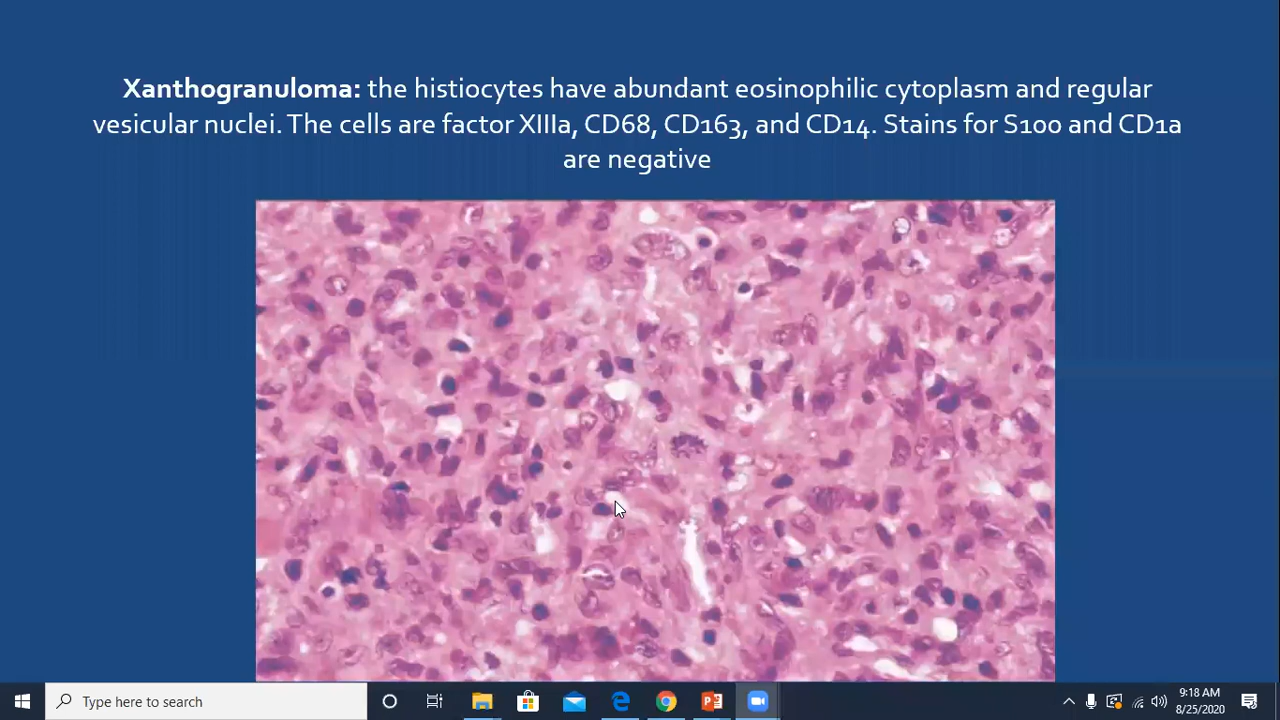 Xanthogranuloma: the histiocytes have abundant eosinophilic cytoplasm and regular
vesicular nuclei. The cells are factor XIIIa, CD68, CD163, and CD14. Stains for S100 and CD1a
are negative
Type here to search
9:18 AM
8/25/2020